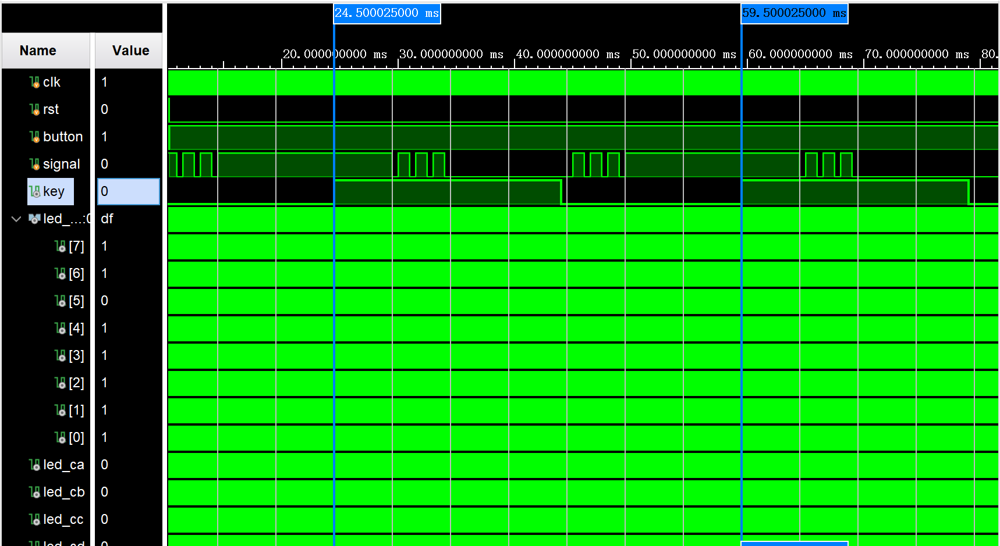 24.500025000 ms 59.500025000 ms
Name Value 20.000000000 ms 30.000000000 ms 40.000000000 ms 50.000000000 ms 60.000000000 ms 70.000000000 ms 80.
clk 1
rst 0
button 1
signal 0
key 0
led_...:0 df
[7] 1
[6] 1
[5] 0
[4] 1
[3] 1
[2] 1
[1] 1
[0] 1
led_ca 0
led_cb 0
led_cc 0
led_cd 0